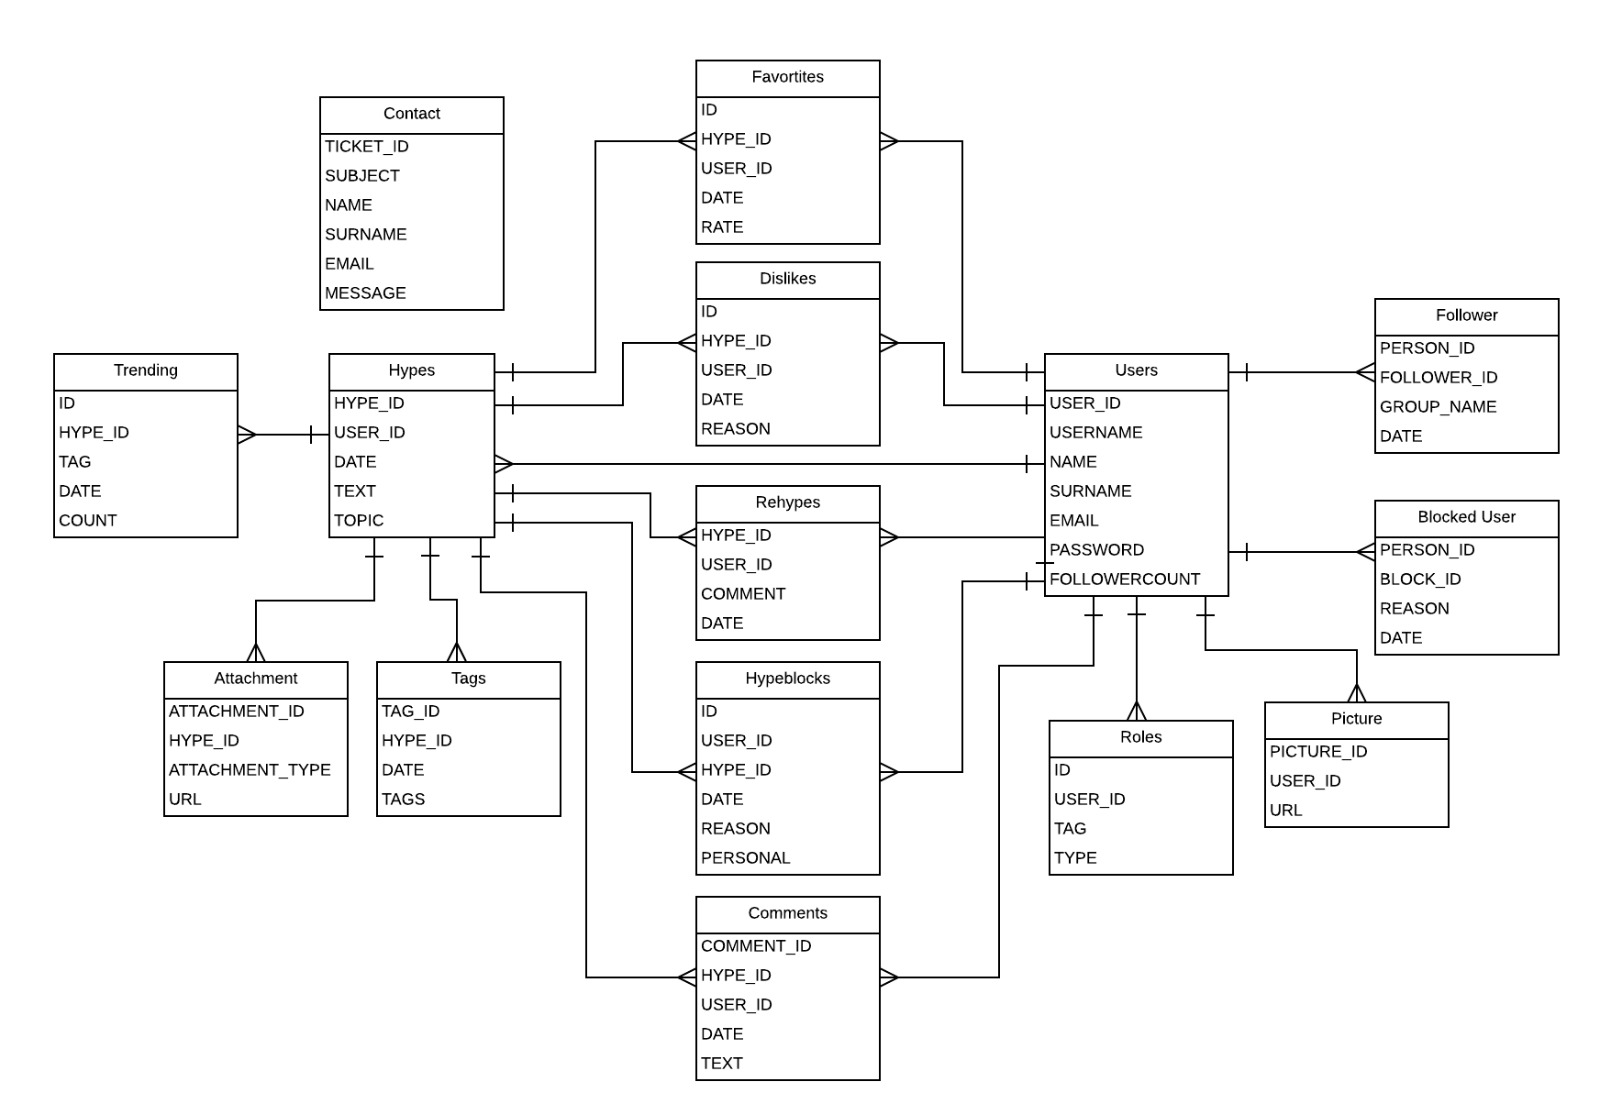 Favortites
ID
HYPE_ID
USER_ID
DATE
RATE
Contact
TICKET_ID
SUBJECT
NAME
SURNAME
EMAIL
MESSAGE
Dislikes
ID
HYPE_ID
USER_ID
DATE
REASON
Trending
ID
HYPE_ID
TAG
DATE
COUNT
Hypes
HYPE_ID
USER_ID
DATE
TEXT
TOPIC
Users
USER_ID
USERNAME
NAME
SURNAME
EMAIL
PASSWORD
FOLLOWERCOUNT
Follower
PERSON_ID
FOLLOWER_ID
GROUP_NAME
DATE
Rehypes
HYPE_ID
USER_ID
COMMENT
DATE
Blocked User
PERSON_ID
BLOCK_ID
REASON
DATE
Attachment
ATTACHMENT_ID
HYPE_ID
ATTACHMENT_TYPE
URL
Tags
TAG_ID
HYPE_ID
DATE
TAGS
Hypeblocks
ID
USER_ID
HYPE_ID
DATE
REASON
PERSONAL
Roles
ID
USER_ID
TAG
TYPE
Picture
PICTURE_ID
USER_ID
URL
Comments
COMMENT_ID
HYPE_ID
USER_ID
DATE
TEXT